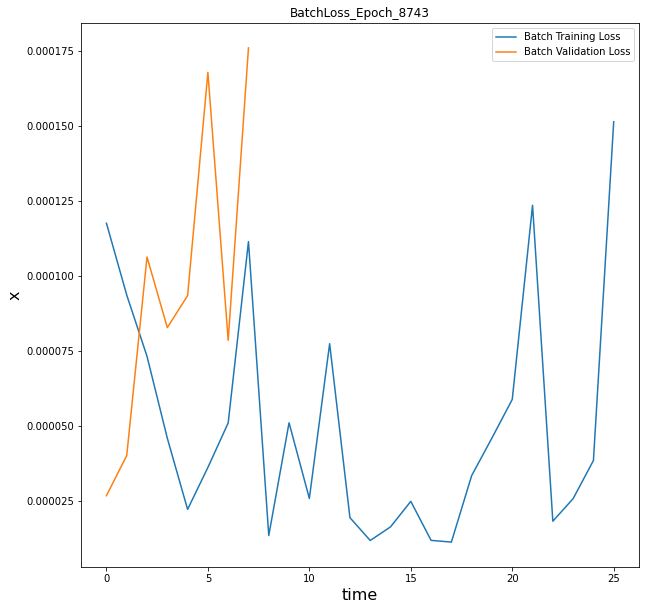 BatchLoss_Epoch_8743
Batch Training Loss
Batch Validation Loss
0.000175
0.000150
0.000125
0.000100
0.000075
0.000050
0.000025
x
0 5 10 15 20 25
time